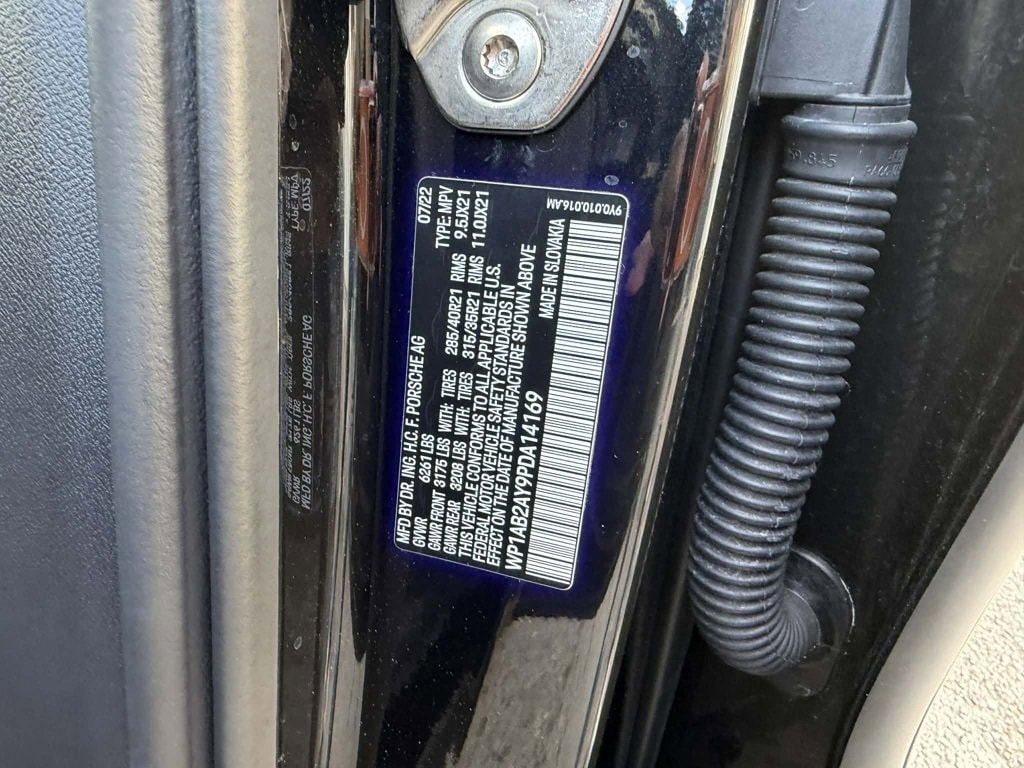 MFD BY DR. ING. H.C. F. PORSCHE AG 07/22
GVWR 6261 LBS TYPE: MPV
GAWR FRONT 3175 LBS WITH: TIRES 285/40R21 RIMS 9.5JX21
GAWR REAR 3208 LBS WITH: TIRES 315/35R21 RIMS 11.0JX21
THIS VEHICLE CONFORMS TO ALL APPLICABLE U.S.
FEDERAL MOTOR VEHICLE SAFETY STANDARDS IN
EFFECT ON THE DATE OF MANUFACTURE SHOWN ABOVE
WP1AB2AY9PDA14169 MADE IN SLOVAKIA
9Y0.010.016.AK